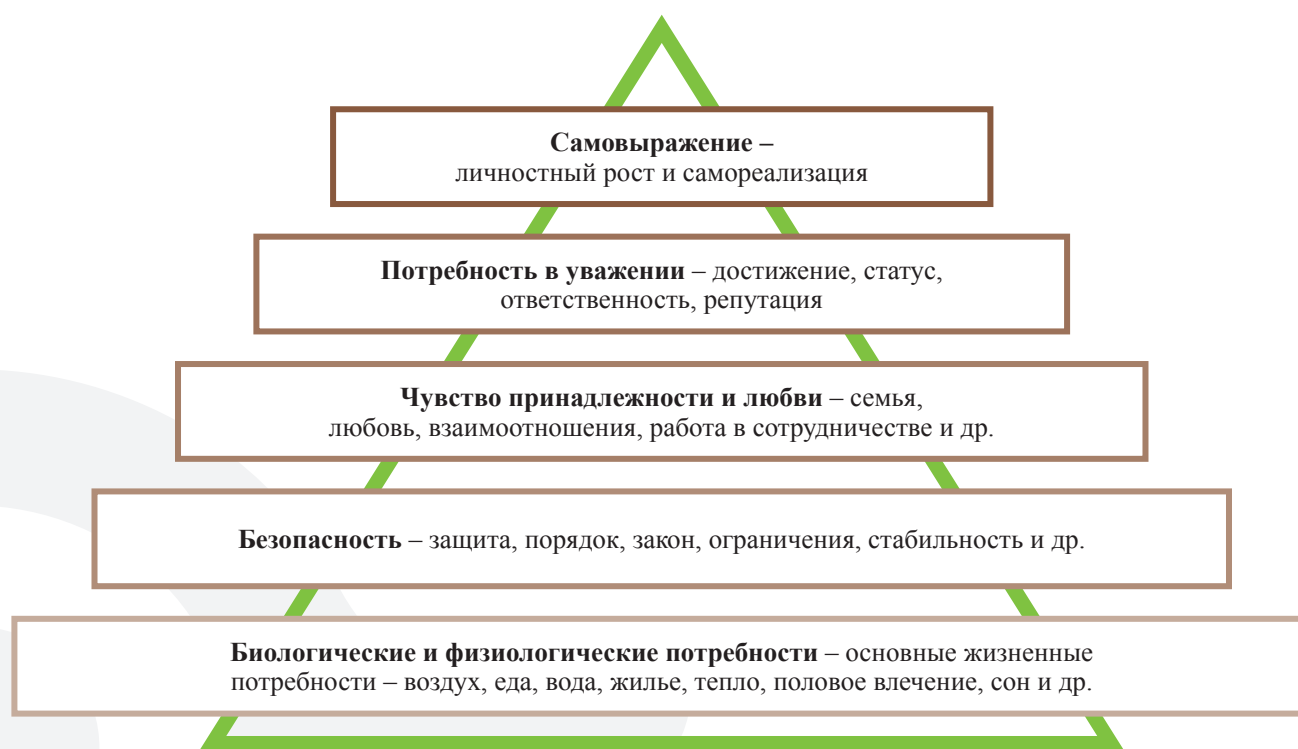 Самовыражение –
личностный рост и самореализация
Потребность в уважении – достижение, статус,
ответственность, репутация
Чувство принадлежности и любви – семья,
любовь, взаимоотношения, работа в сотрудничестве и др.
Безопасность – защита, порядок, закон, ограничения, стабильность и др.
Биологические и физиологические потребности – основные жизненные
потребности – воздух, еда, вода, жилье, тепло, половое влечение, сон и др.